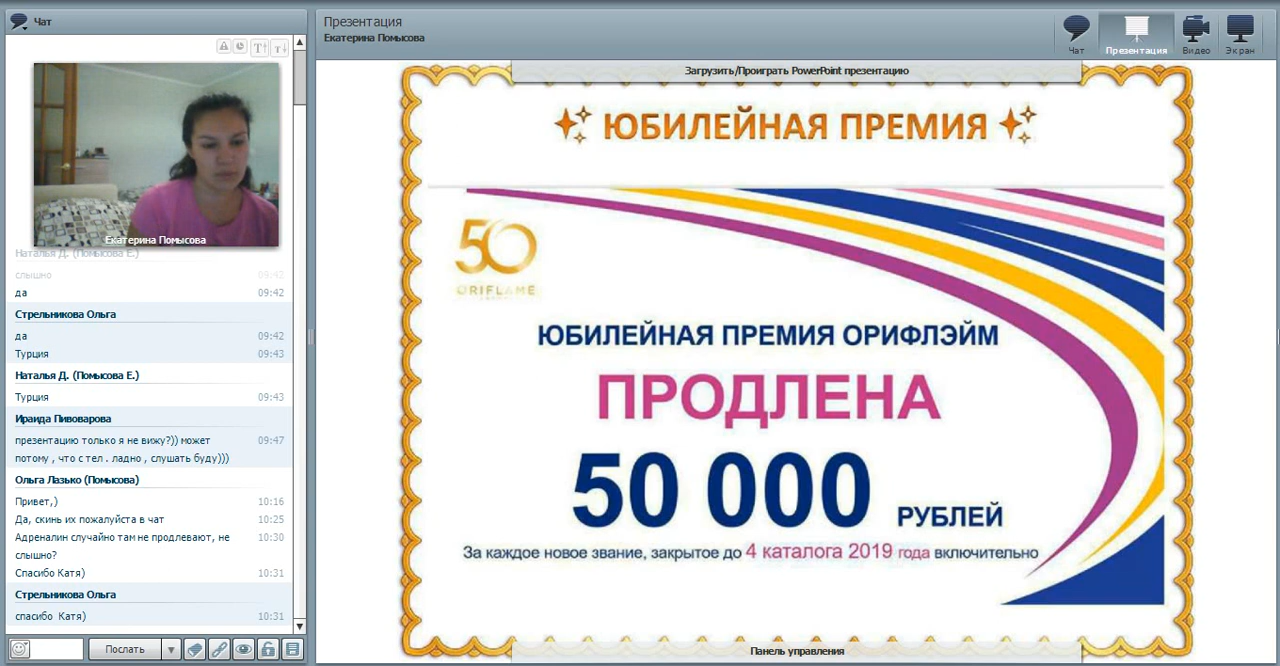 Чат
Екатерина Помысова
Наталья Д. (Помысова Е.)
слышно 09:42
да 09:42
Стрельникова Ольга
да 09:42
Турция 09:43
Наталья Д. (Помысова Е.)
Турция 09:43
Ираида Пивоварова
презентацию только я не вижу?)) может 09:47
потому , что с тел . ладно , слушать буду)))
Ольга Лазько (Помысова)
Привет,) 10:16
Да, скинь их пожалуйста в чат 10:25
Адреналин случайно там не продлевают, не 10:30
слышно?
Спасибо Катя) 10:31
Стрельникова Ольга
спасибо Катя) 10:31
Послать
Презентация
Екатерина Помысова
Чат Презентация Видео Экран
Загрузить/Проиграть PowerPoint презентацию
ЮБИЛЕЙНАЯ ПРЕМИЯ
50
ORIFLAME
ЮБИЛЕЙНАЯ ПРЕМИЯ ОРИФЛЭЙМ
ПРОДЛЕНА
50 000 РУБЛЕЙ
За каждое новое звание, закрытое до 4 каталога 2019 года включительно
Панель управления